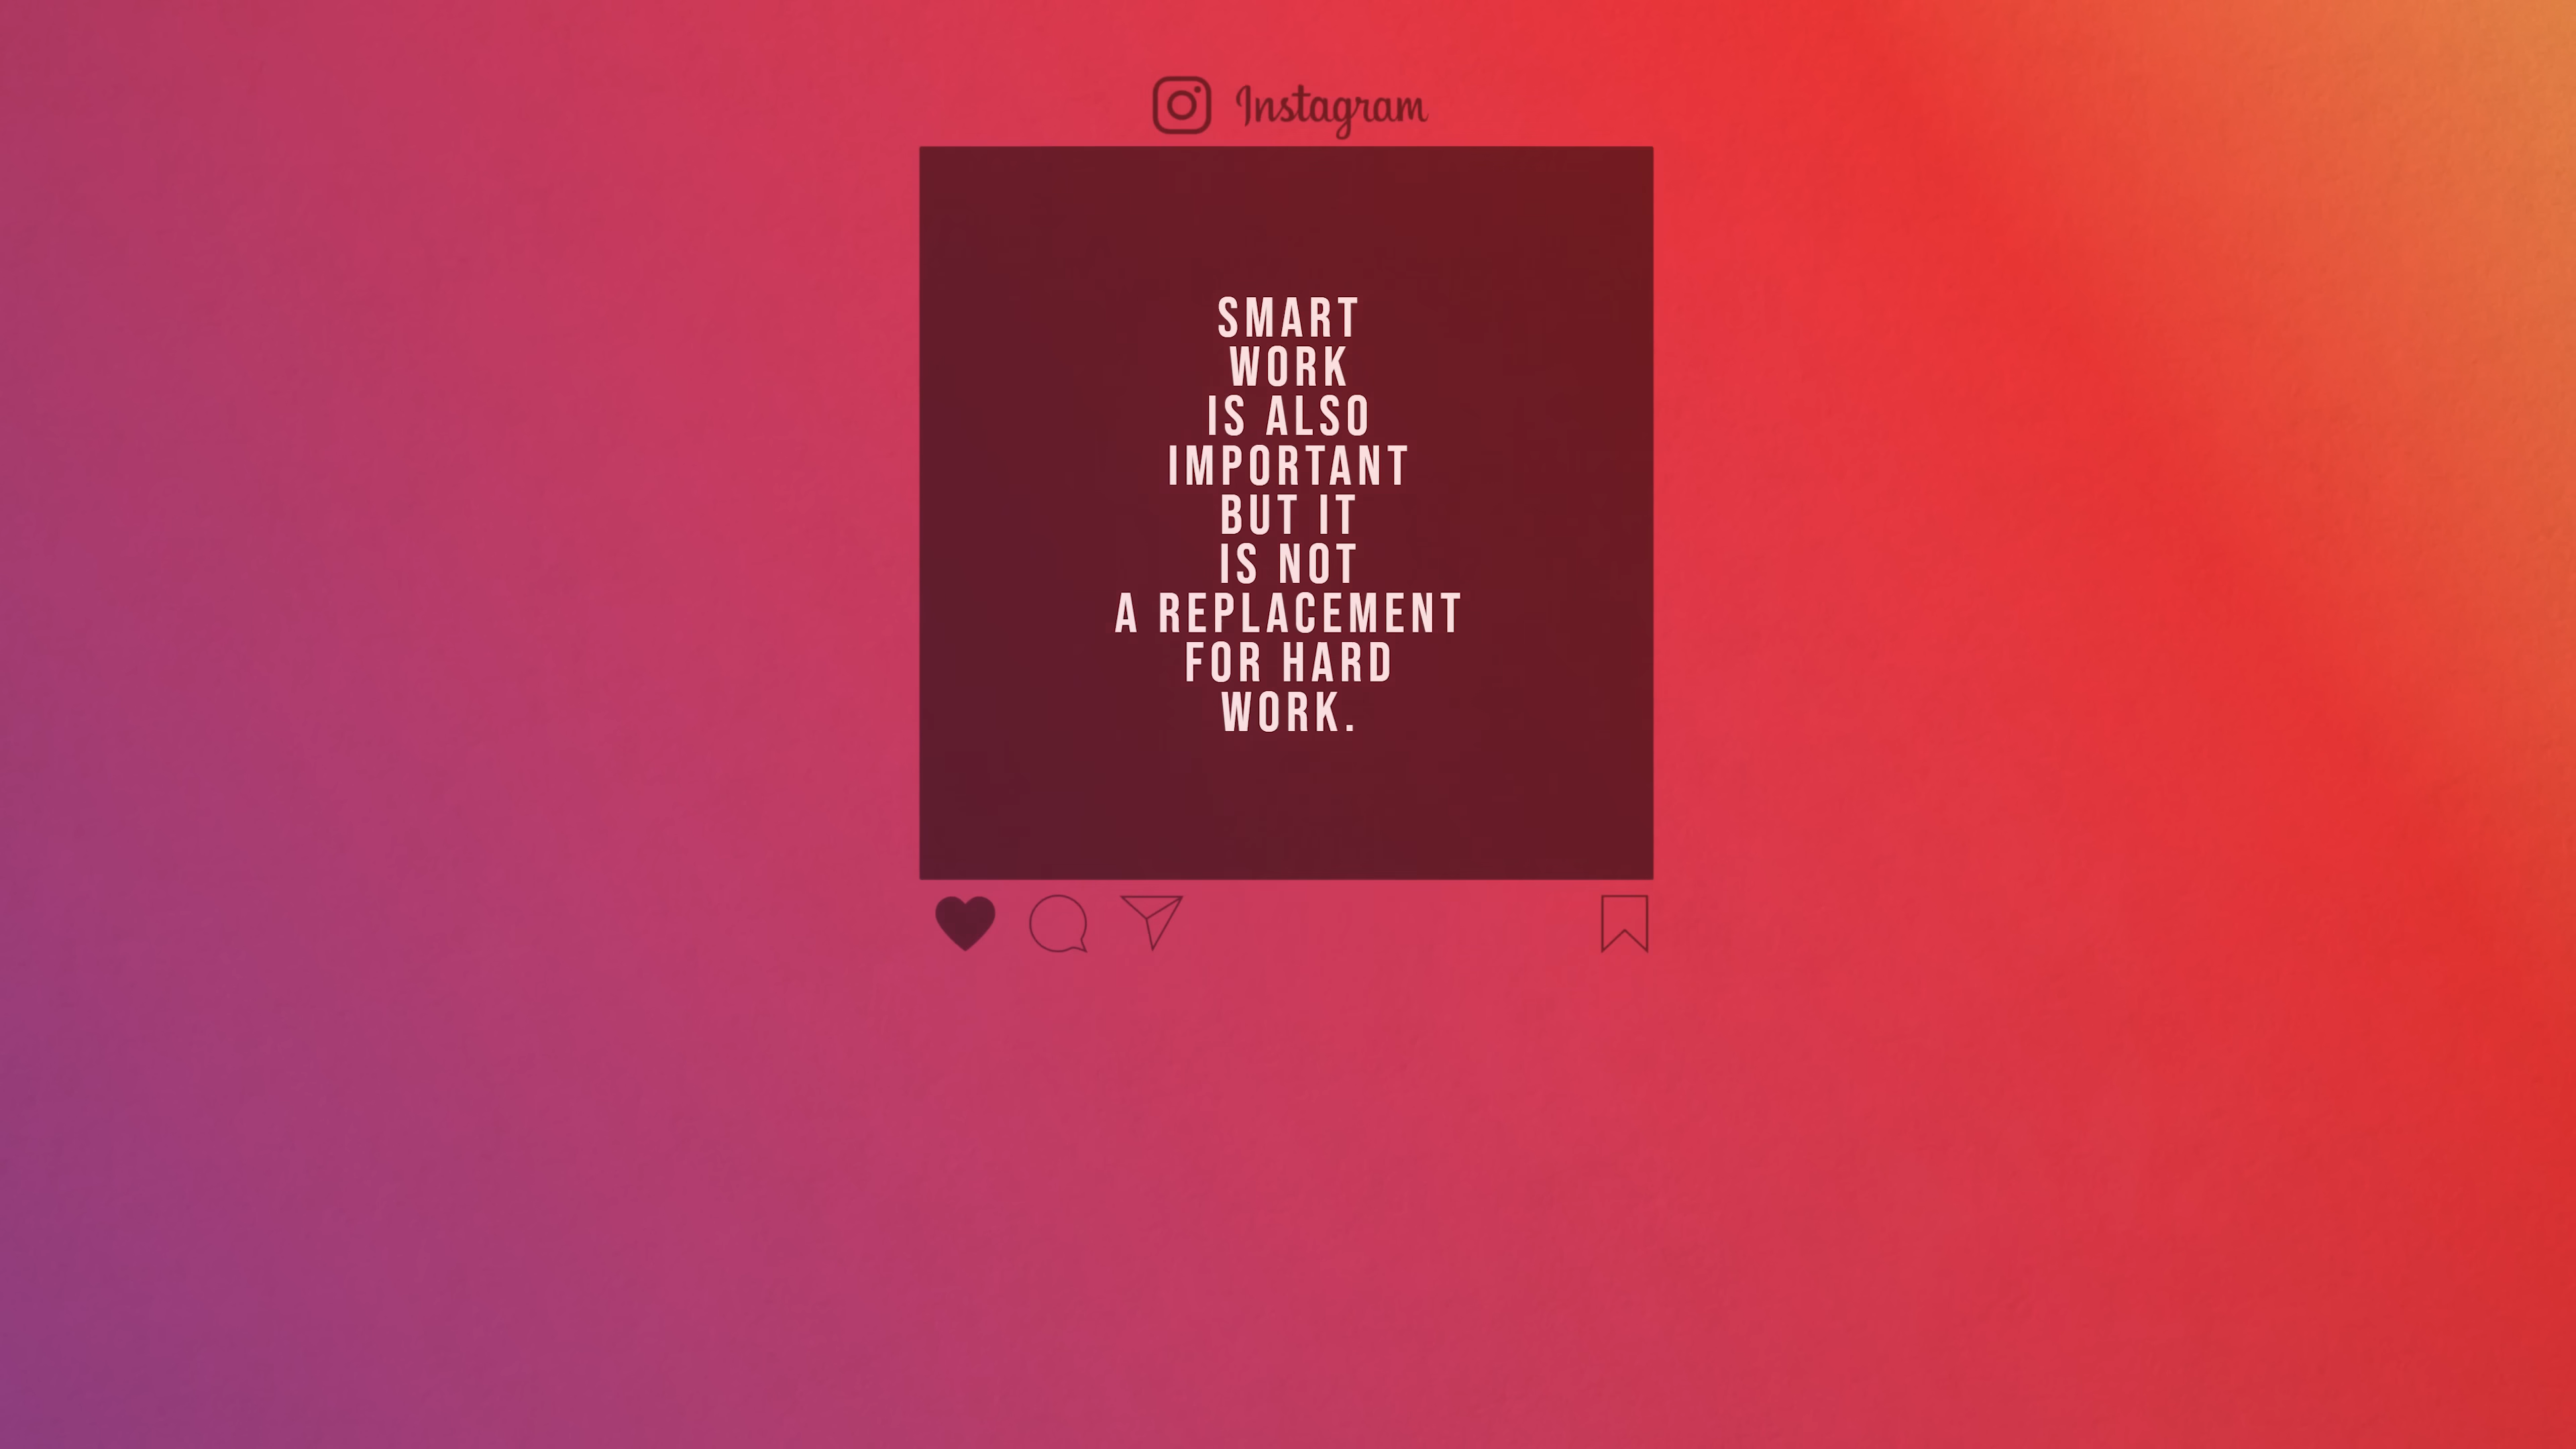 Instagram
SMART
WORK
IS ALSO
IMPORTANT
BUT IT
IS NOT
A REPLACEMENT
FOR HARD
WORK.